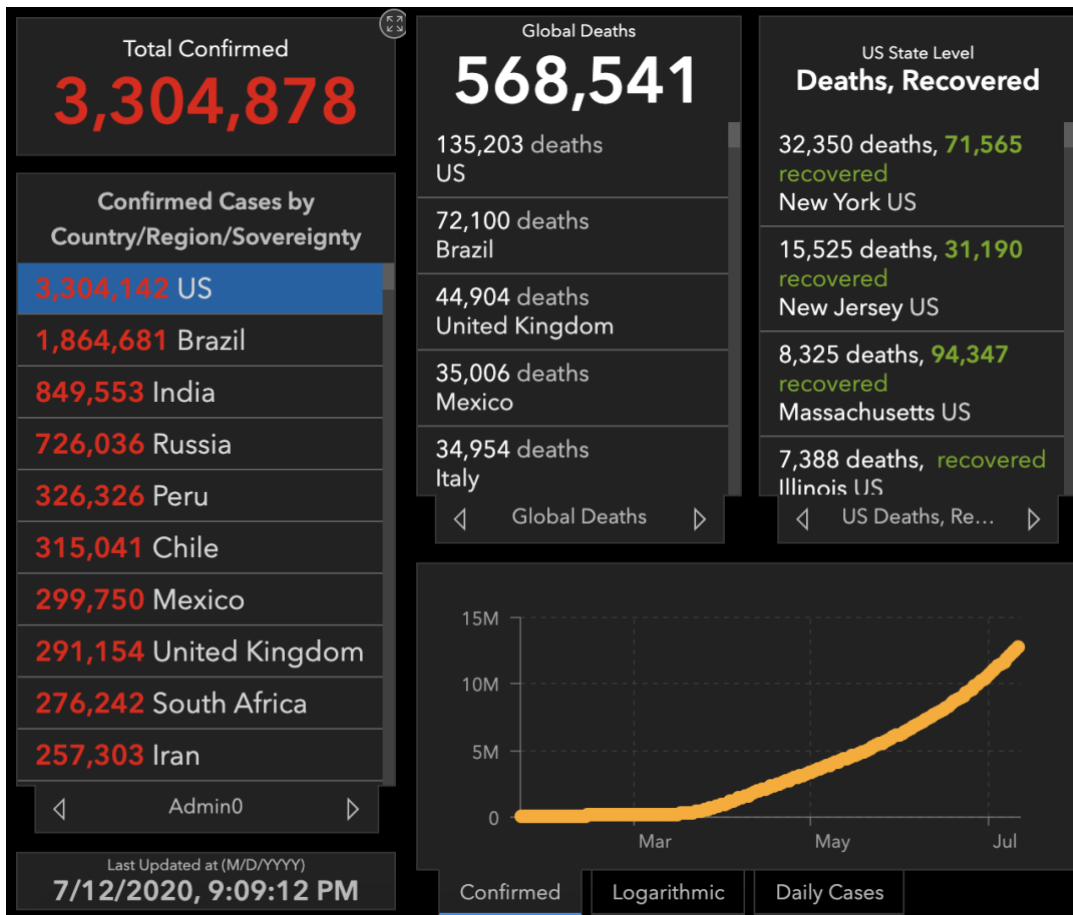 Total Confirmed
3,304,878
Confirmed Cases by
Country/Region/Sovereignty
3,304,142 US
1,864,681 Brazil
849,553 India
726,036 Russia
326,326 Peru
315,041 Chile
299,750 Mexico
291,154 United Kingdom
276,242 South Africa
257,303 Iran
Admin0
Last Updated at (M/D/YYYY)
7/12/2020, 9:09:12 PM
Global Deaths
568,541
135,203 deaths
US
72,100 deaths
Brazil
44,904 deaths
United Kingdom
35,006 deaths
Mexico
34,954 deaths
Italy
Global Deaths
US State Level
Deaths, Recovered
32,350 deaths, 71,565
recovered
New York US
15,525 deaths, 31,190
recovered
New Jersey US
8,325 deaths, 94,347
recovered
Massachusetts US
7,388 deaths, recovered
Illinois US
US Deaths, Re...
15M
10M
5M
0
Mar May Jul
Confirmed Logarithmic Daily Cases